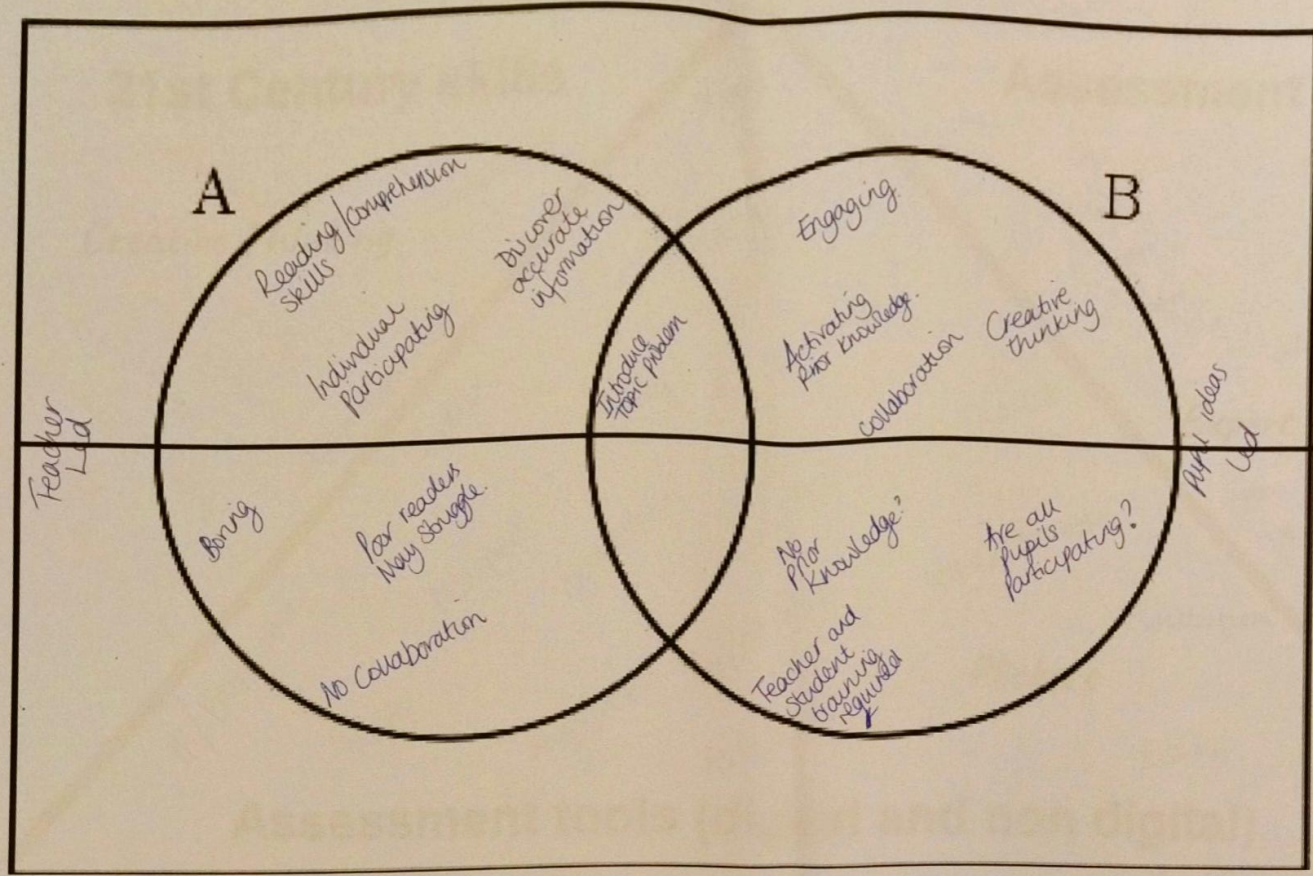 21st Century skills
Assessment
A
B
Reading/comprehension
skills
Discover
accurate
information
Individual
Participating
Introduce
Topic problem
Engaging.
Activating
Prior Knowledge.
Creative
thinking
collaboration
Teacher
Led
Pupil ideas
Led
Boring
Poor readers
May struggle.
No Collaboration
No
Prior
Knowledge?
Are all
pupils
participating?
Teacher and
Student
training
required
Assessment tools (di and non digital)